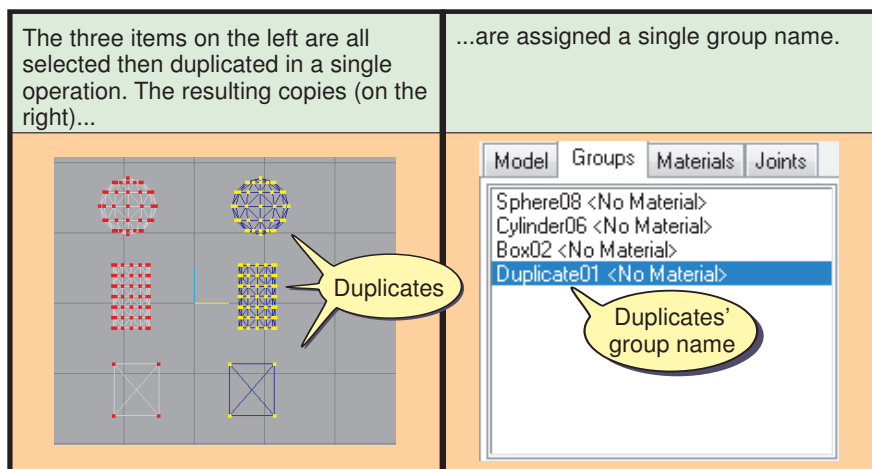 The three items on the left are all
selected then duplicated in a single
operation. The resulting copies (on the
right)...
...are assigned a single group name.
Duplicates
Model Groups Materials Joints
Sphere08 <No Material>
Cylinder06 <No Material>
Box02 <No Material>
Duplicate01 <No Material>
Duplicates’
group name